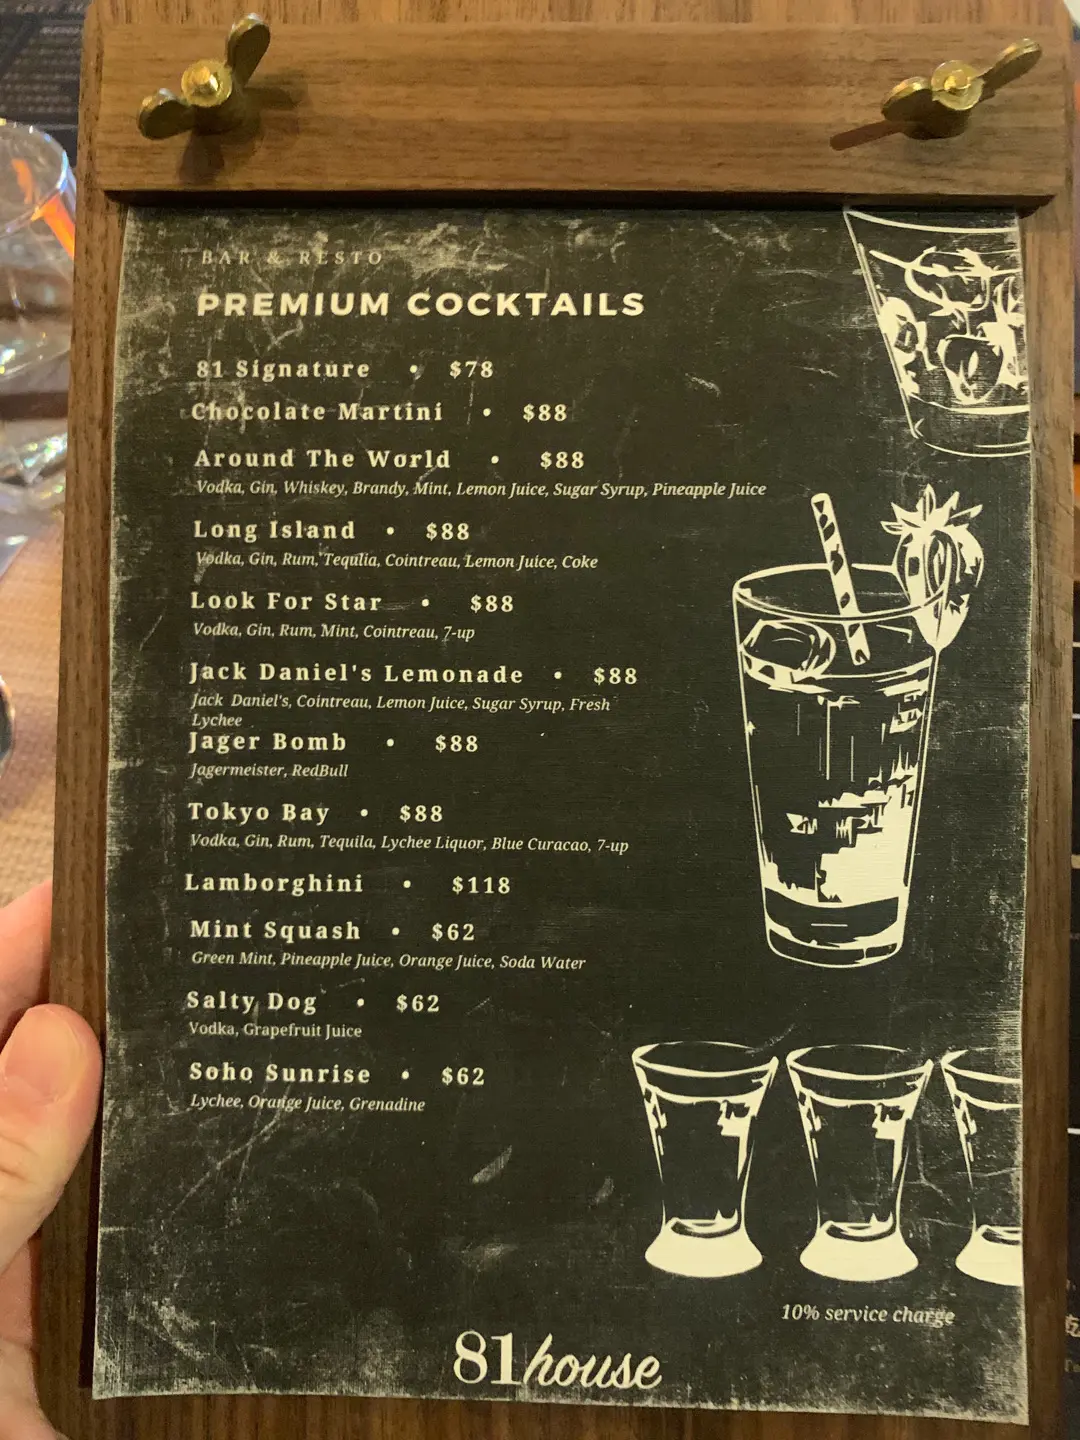 BAR & RESTO
PREMIUM COCKTAILS
81 Signature • $78
Chocolate Martini • $88
Around The World • $88
Vodka, Gin, Whiskey, Brandy, Mint, Lemon Juice, Sugar Syrup, Pineapple Juice
Long Island • $88
Vodka, Gin, Rum, Tequlia, Cointreau, Lemon Juice, Coke
Look For Star • $88
Vodka, Gin, Rum, Mint, Cointreau, 7-up
Jack Daniel's Lemonade • $88
Jack Daniel's, Cointreau, Lemon Juice, Sugar Syrup, Fresh
Lychee
Jager Bomb • $88
Jagermeister, RedBull
Tokyo Bay • $88
Vodka, Gin, Rum, Tequila, Lychee Liquor, Blue Curacao, 7-up
Lamborghini • $118
Mint Squash • $62
Green Mint, Pineapple Juice, Orange Juice, Soda Water
Salty Dog • $62
Vodka, Grapefruit Juice
Soho Sunrise • $62
Lychee, Orange Juice, Grenadine
10% service charge
81house